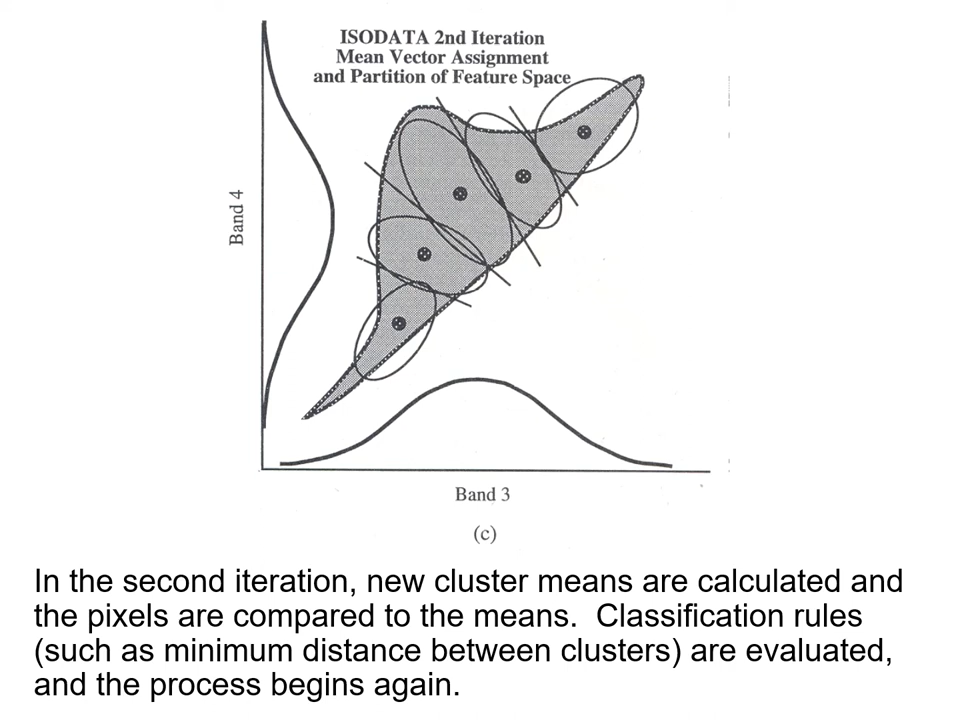 ISODATA 2nd Iteration
Mean Vector Assignment
and Partition of Feature Space
Band 4
Band 3
(c)
In the second iteration, new cluster means are calculated and
the pixels are compared to the means.  Classification rules
(such as minimum distance between clusters) are evaluated,
and the process begins again.